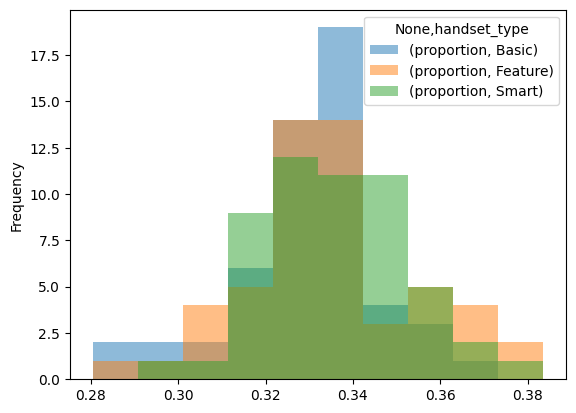 None,handset_type
(proportion, Basic)
(proportion, Feature)
(proportion, Smart)
Frequency
17.5
15.0
12.5
10.0
7.5
5.0
2.5
0.0
0.28 0.30 0.32 0.34 0.36 0.38